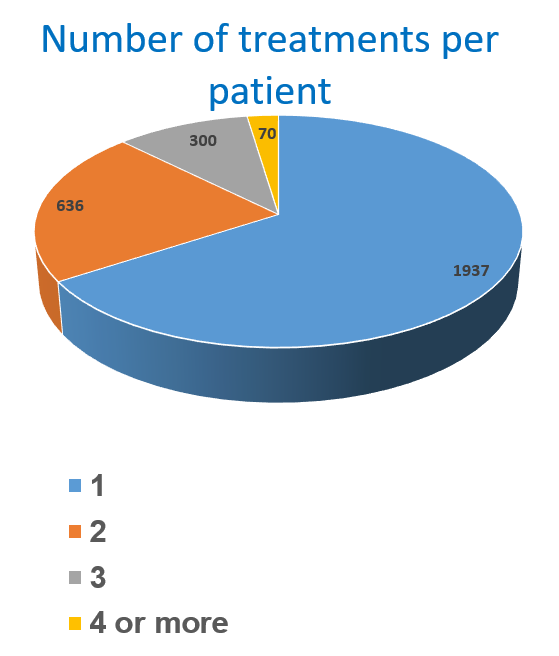 Number of treatments per
patient
70
300
636
1937
1
2
3
4 or more